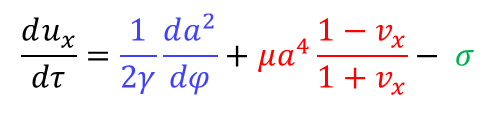 du_x/dτ = 1/2γ da²/dφ + μa⁴ 1 − v_x/1 + v_x − σ